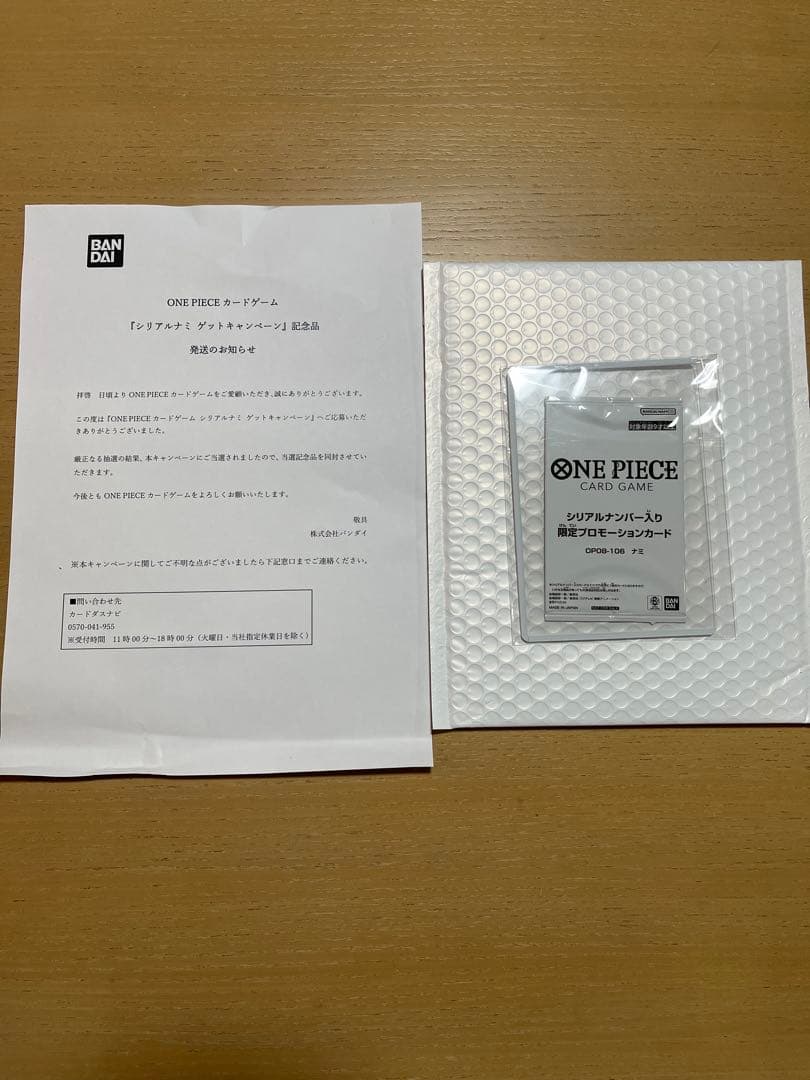 BAN
DAI
ONE PIECE カードゲーム
『シリアルナミ ゲットキャンペーン』記念品
発送のお知らせ
拝啓 日頃より ONE PIECE カードゲームをご愛顧いただき、誠にありがとうございます。
この度は『ONE PIECE カードゲーム シリアルナミ ゲットキャンペーン』へご応募いただ
きありがとうございました。
厳正なる抽選の結果、本キャンペーンにご当選されましたので、当選記念品を同封させてい
ただきます。
今後とも ONE PIECE カードゲームをよろしくお願いいたします。
敬具
株式会社バンダイ
※本キャンペーンに関してご不明な点がございましたら下記窓口までご連絡ください。
■問い合わせ先
カードダスナビ
0570-041-955
※受付時間 11時00分~18時00分(火曜日・当社指定休業日を除く)
BANDAI NAMCO
対象年齢9才以上
ONE PIECE
CARD GAME
シリアルナンバー入り
げんてい
限定プロモーションカード
OP08-106 ナミ
MADE IN JAPAN
BAN
DAI